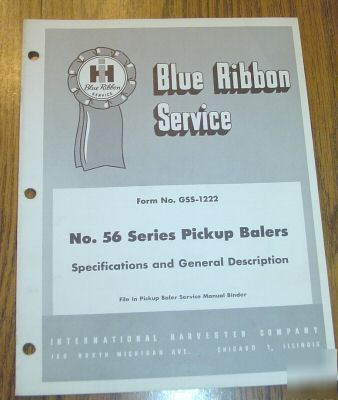 IH
Blue Ribbon
SERVICE
Blue Ribbon
Service
Form No. GSS-1222
No. 56 Series Pickup Balers
Specifications and General Description
File in Pickup Baler Service Manual Binder
INTERNATIONAL HARVESTER COMPANY
180 NORTH MICHIGAN AVE. CHICAGO 1, ILLINOIS